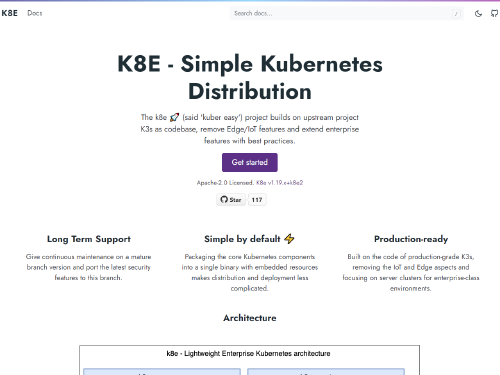 K8E
Docs
Search docs...
/
K8E - Simple Kubernetes
Distribution
The k8e 🚀 (said 'kuber easy') project builds on upstream project
K3s as codebase, remove Edge/IoT features and extend enterprise
features with best practices.
Get started
Apache-2.0 Licensed. K8e v1.19.x+k8e2
Star
117
Long Term Support
Give continuous maintenance on a mature
branch version and port the latest security
features to this branch.
Simple by default ⚡
Packaging the core Kubernetes components
into a single binary with embedded resources
makes distribution and deployment less
complicated.
Production-ready
Built on the code of production-grade K3s,
removing the IoT and Edge aspects and
focusing on server clusters for enterprise-class
environments.
Architecture
k8e - Lightweight Enterprise Kubernetes architecture